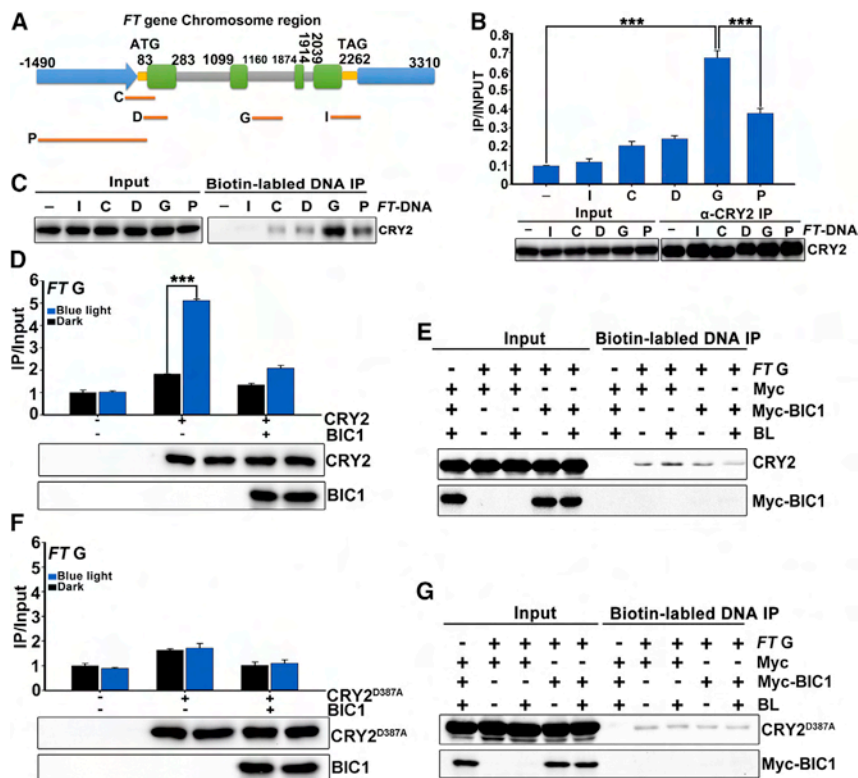 A
FT gene Chromosome region
ATG
TAG
-1490
83
283
1099
1160
1874
1914
2039
2262
3310
C
D
G
I
P
B
IP/INPUT
0.8
0.7
0.6
0.5
0.4
0.3
0.2
0.1
0
***
***
– I C D G P
Input
α-CRY2 IP
– I C D G P
– I C D G P
FT-DNA
CRY2
C
Input
Biotin-labled DNA IP
– I C D G P
– I C D G P
FT-DNA
CRY2
D
FT G
Blue light
Dark
IP/Input
6
5
4
3
2
1
0
***
- + + CRY2
- - + BIC1
CRY2
BIC1
E
Input
Biotin-labled DNA IP
- + + + + - + + + + FT G
+ + + - - + + + - - Myc
+ - - + + + - - + + Myc-BIC1
+ - + - + + - + - + BL
CRY2
Myc-BIC1
F
FT G
Blue light
Dark
IP/Input
6
5
4
3
2
1
0
- + + CRY2D387A
- - + BIC1
CRY2D387A
BIC1
G
Input
Biotin-labled DNA IP
- + + + + - + + + + FT G
+ + + - - + + + - - Myc
+ - - + + + - - + + Myc-BIC1
+ - + - + + - + - + BL
CRY2D387A
Myc-BIC1